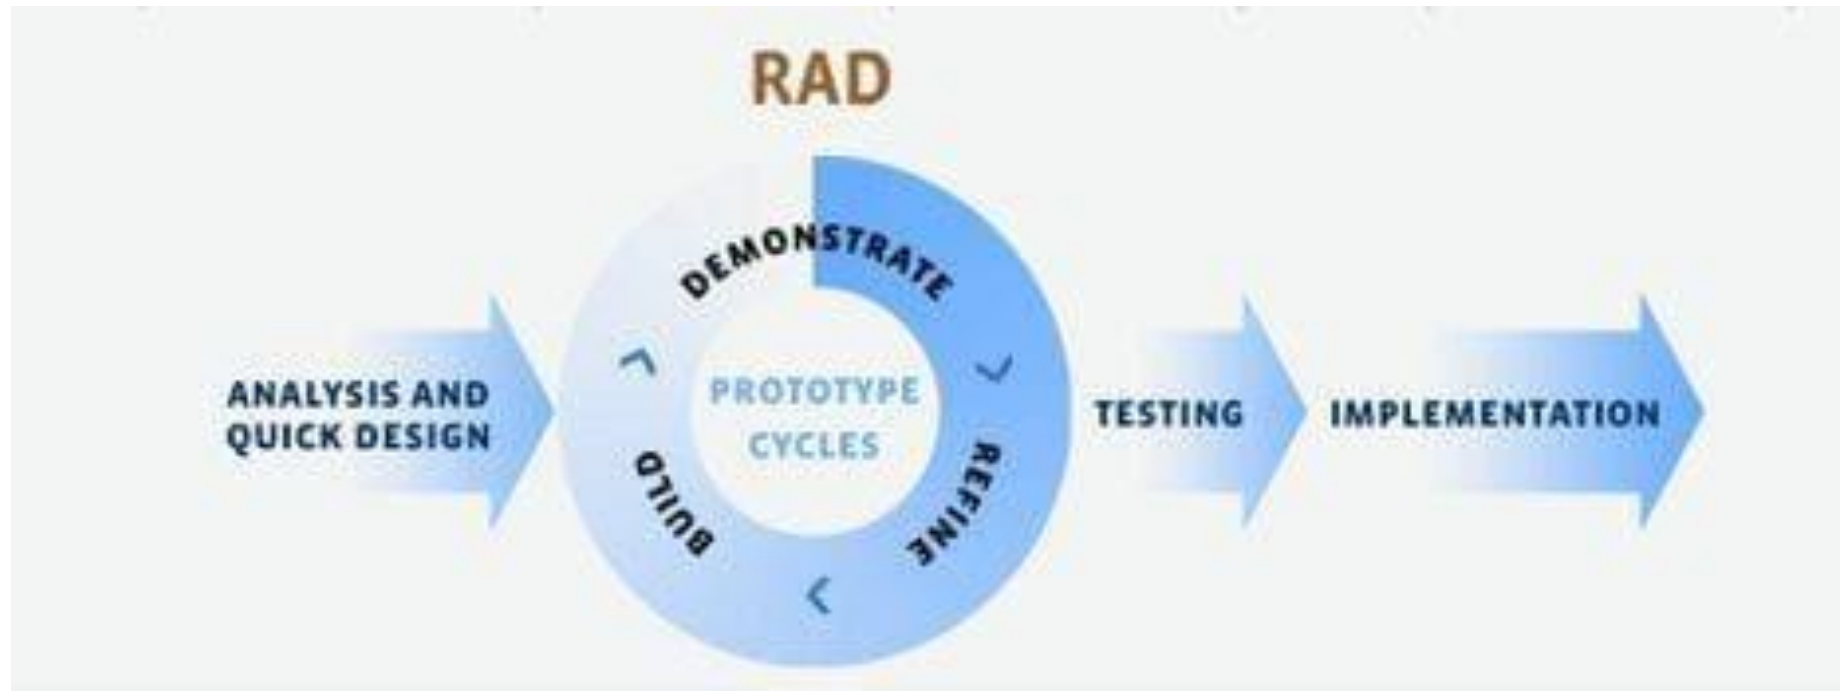 RAD
ANALYSIS AND
QUICK DESIGN
DEMONSTRATE
REFINE
BUILD
PROTOTYPE
CYCLES
TESTING
IMPLEMENTATION